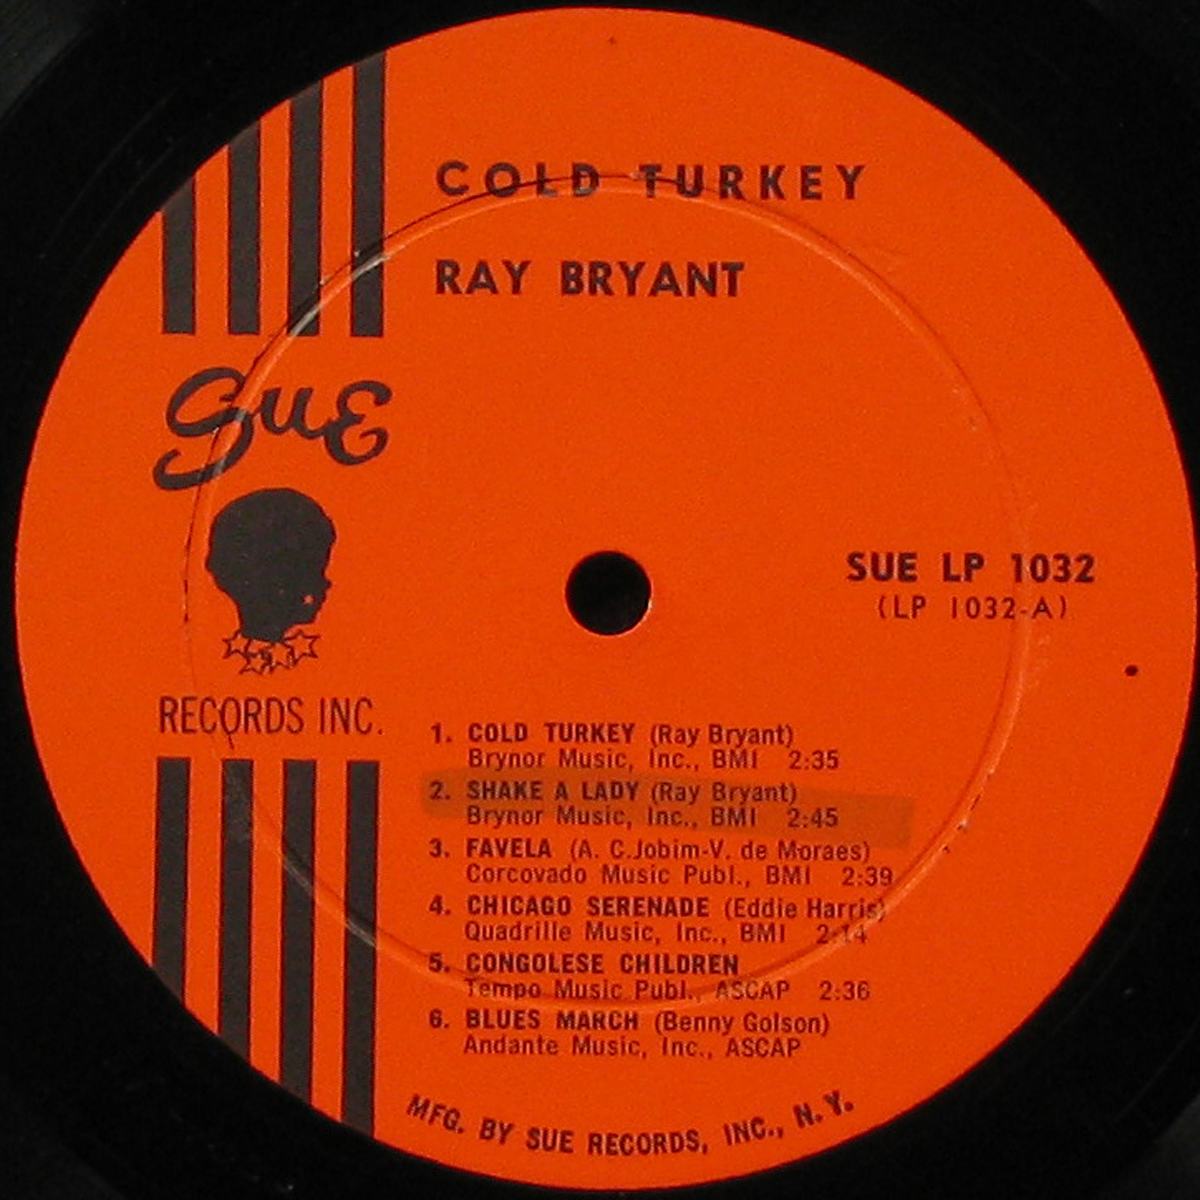 COLD TURKEY
RAY BRYANT
Sue
RECORDS INC.
SUE LP 1032
(LP 1032-A)
1. COLD TURKEY (Ray Bryant)
Brynor Music, Inc., BMI 2:35
2. SHAKE A LADY (Ray Bryant)
Brynor Music, Inc., BMI 2:45
3. FAVELA (A. C.Jobim-V. de Moraes)
Corcovado Music Publ., BMI 2:39
4. CHICAGO SERENADE (Eddie Harris)
Quadrille Music, Inc., BMI 2:14
5. CONGOLESE CHILDREN
Tempo Music Publ., ASCAP 2:36
6. BLUES MARCH (Benny Golson)
Andante Music, Inc., ASCAP
MFG. BY SUE RECORDS, INC., N.Y.